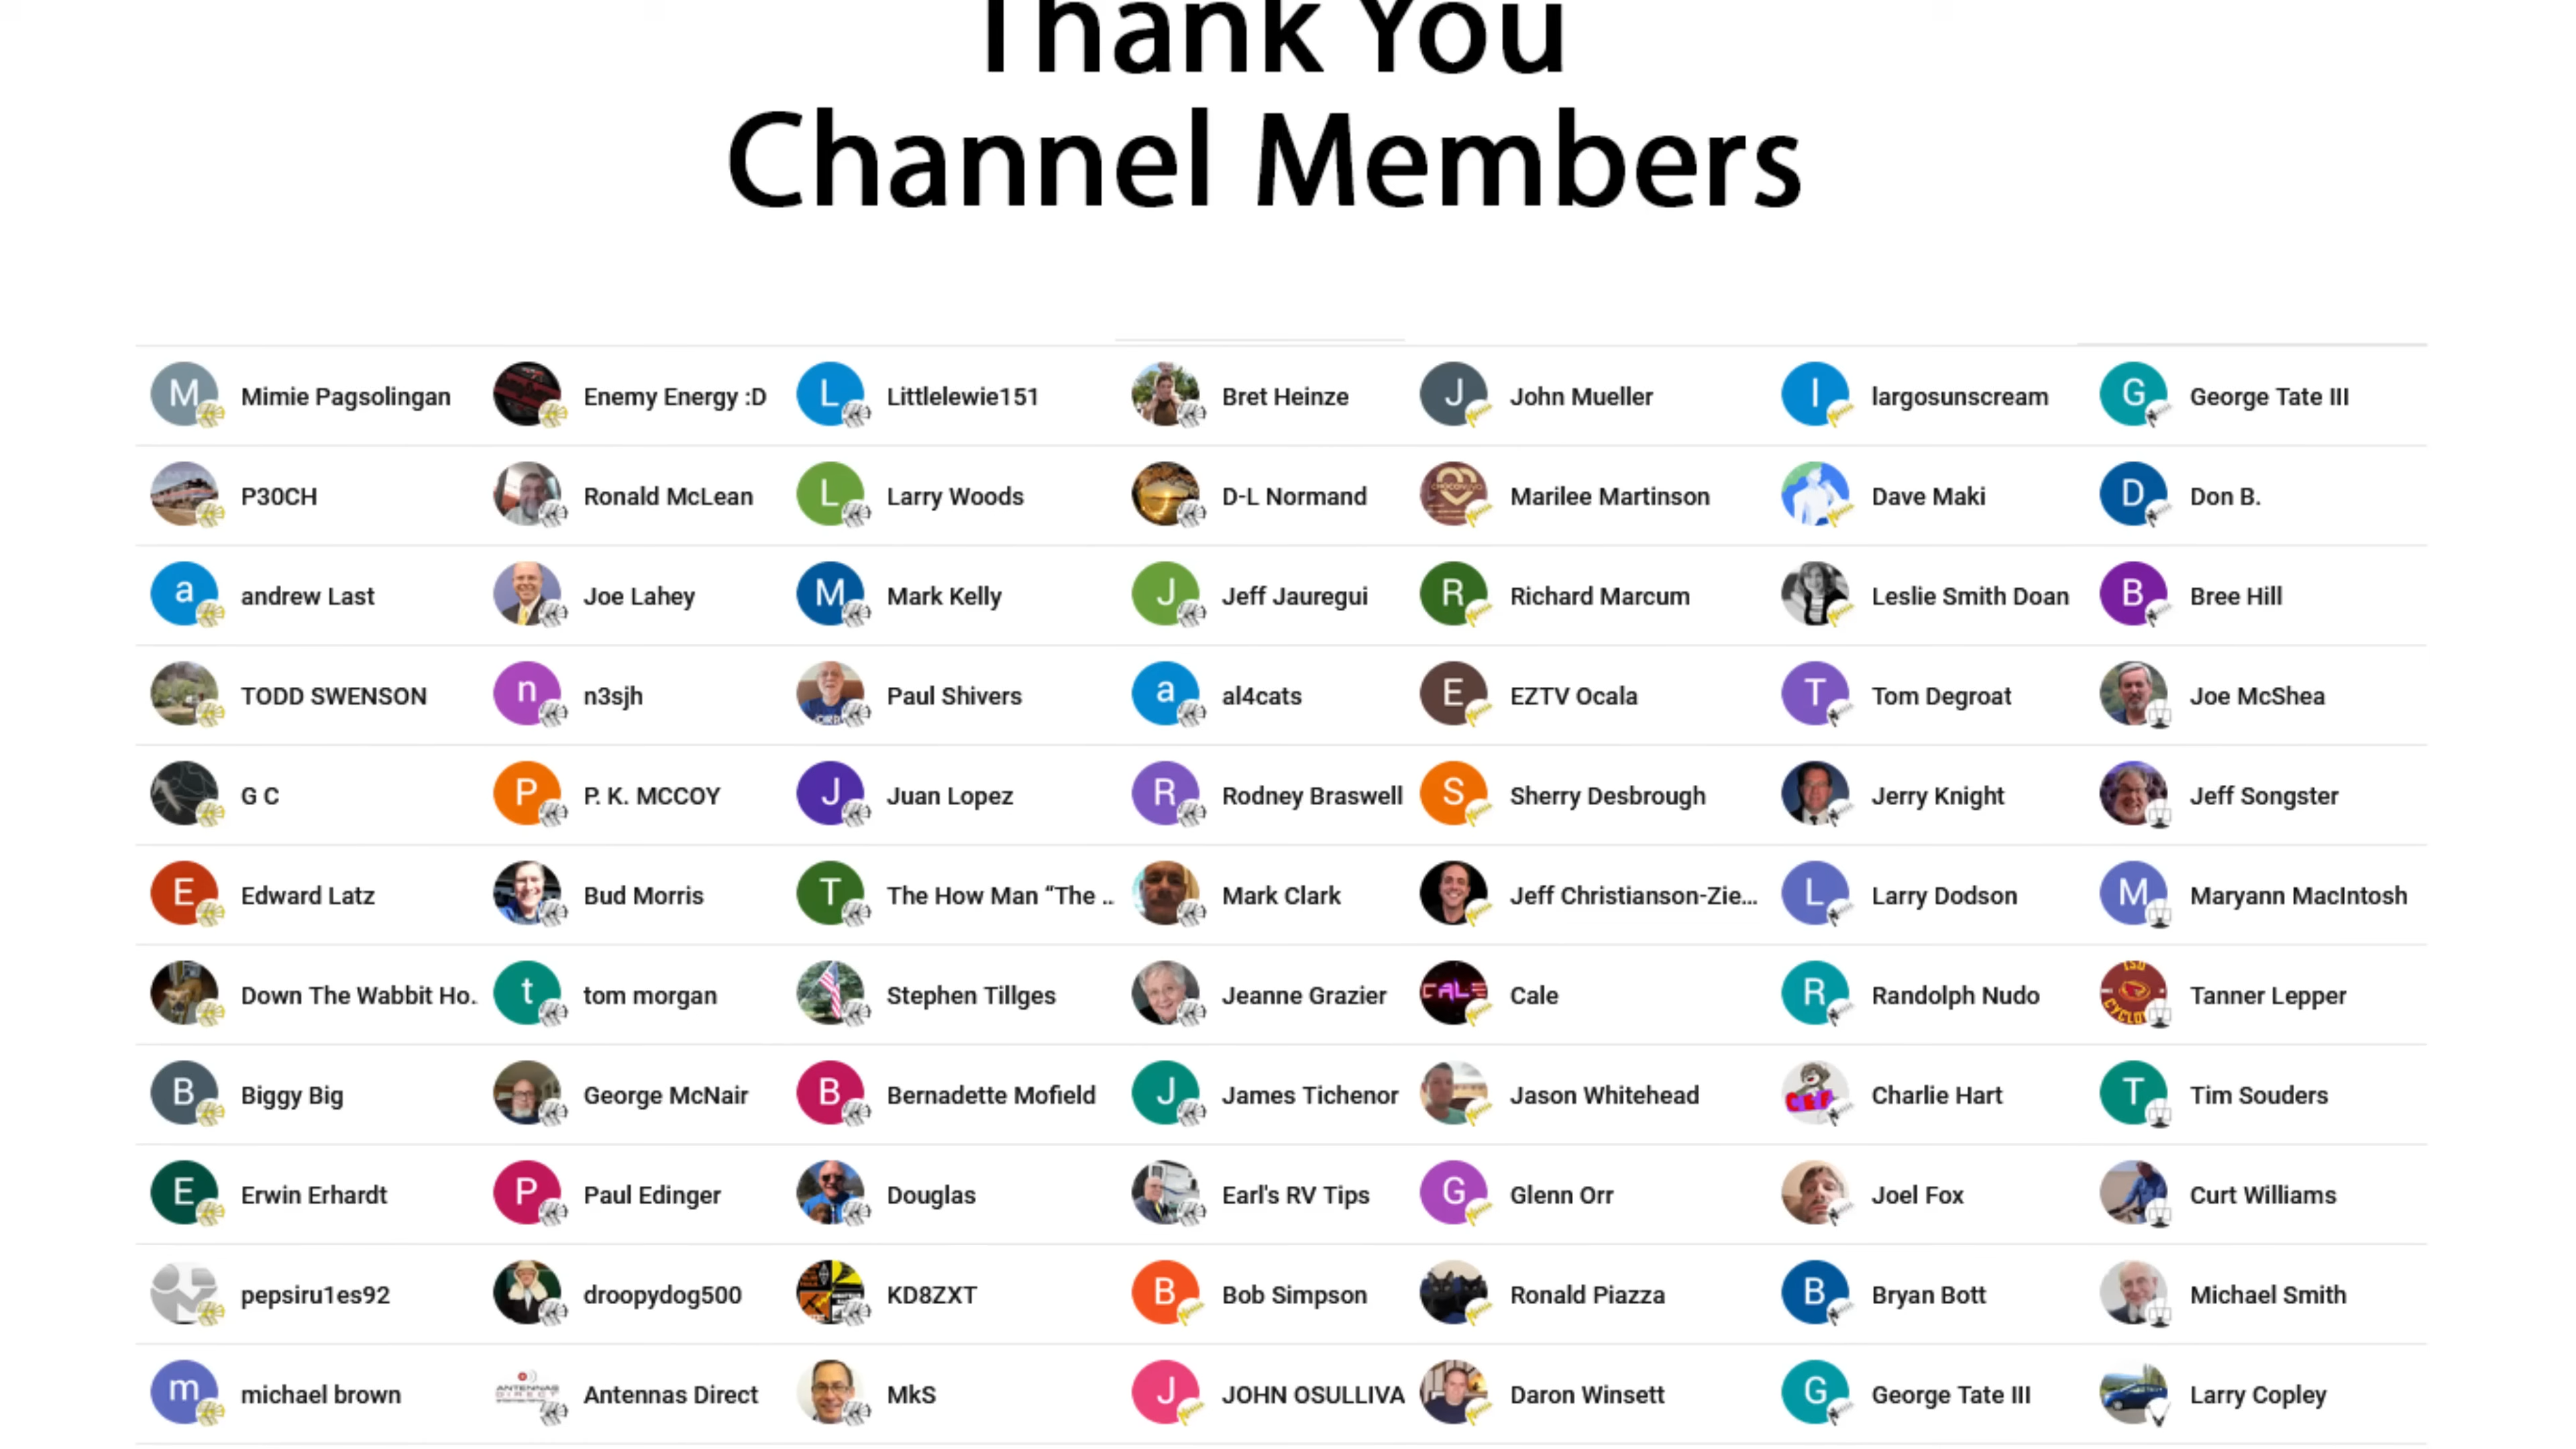 Thank You
Channel Members
M Mimie Pagsolingan Enemy Energy :D L Littlelewie151 Bret Heinze J John Mueller l largosunscream G George Tate III
P30CH Ronald McLean L Larry Woods D-L Normand Marilee Martinson Dave Maki D Don B.
a andrew Last Joe Lahey M Mark Kelly J Jeff Jauregui R Richard Marcum Leslie Smith Doan B Bree Hill
TODD SWENSON n n3sjh Paul Shivers a al4cats E EZTV Ocala T Tom Degroat Joe McShea
G C P P. K. MCCOY J Juan Lopez R Rodney Braswell S Sherry Desbrough Jerry Knight Jeff Songster
E Edward Latz Bud Morris T The How Man “The ... Mark Clark Jeff Christianson-Zie... L Larry Dodson M Maryann MacIntosh
Down The Wabbit Ho.. t tom morgan Stephen Tillges Jeanne Grazier CALE Cale R Randolph Nudo Tanner Lepper
B Biggy Big George McNair B Bernadette Mofield J James Tichenor Jason Whitehead Charlie Hart T Tim Souders
E Erwin Erhardt P Paul Edinger Douglas Earl's RV Tips G Glenn Orr Joel Fox Curt Williams
pepsiru1es92 droopydog500 KD8ZXT B Bob Simpson Ronald Piazza B Bryan Bott Michael Smith
m michael brown ANTENNAS DIRECT Antennas Direct MkS J JOHN OSULLIVA Daron Winsett G George Tate III Larry Copley